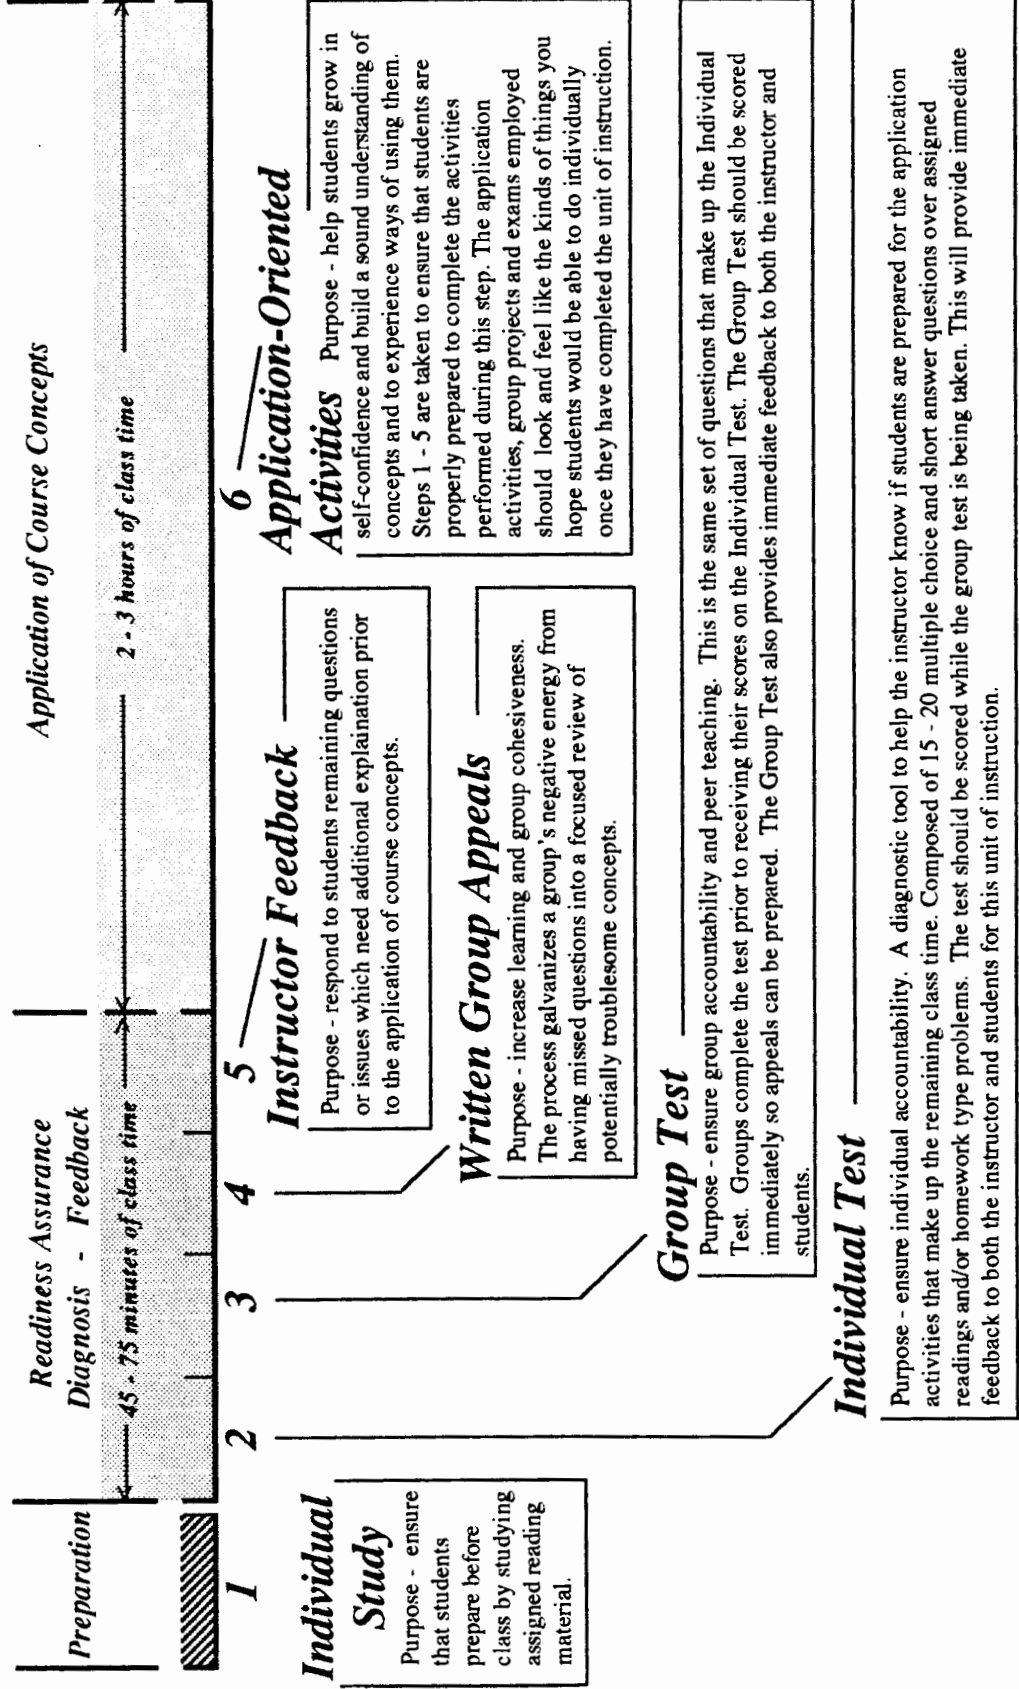 Preparation
Readiness Assurance
Diagnosis - Feedback
Application of Course Concepts
45 - 75 minutes of class time
2 - 3 hours of class time
1
2
3
4
5
6
Individual
Study
Purpose - ensure
that students
prepare before
class by studying
assigned reading
material.
Instructor Feedback
Purpose - respond to students remaining questions
or issues which need additional explaination prior
to the application of course concepts.
Application-Oriented
Activities Purpose - help students grow in
self-confidence and build a sound understanding of
concepts and to experience ways of using them.
Steps 1 - 5 are taken to ensure that students are
properly prepared to complete the activities
performed during this step. The application
activities, group projects and exams employed
should look and feel like the kinds of things you
hope students would be able to do individually
once they have completed the unit of instruction.
Written Group Appeals
Purpose - increase learning and group cohesiveness.
The process galvanizes a group's negative energy from
having missed questions into a focused review of
potentially troublesome concepts.
Group Test
Purpose - ensure group accountability and peer teaching. This is the same set of questions that make up the Individual
Test. Groups complete the test prior to receiving their scores on the Individual Test. The Group Test should be scored
immediately so appeals can be prepared. The Group Test also provides immediate feedback to both the instructor and
students.
Individual Test
Purpose - ensure individual accountability. A diagnostic tool to help the instructor know if students are prepared for the application
activities that make up the remaining class time. Composed of 15 - 20 multiple choice and short answer questions over assigned
readings and/or homework type problems. The test should be scored while the group test is being taken. This will provide immediate
feedback to both the instructor and students for this unit of instruction.